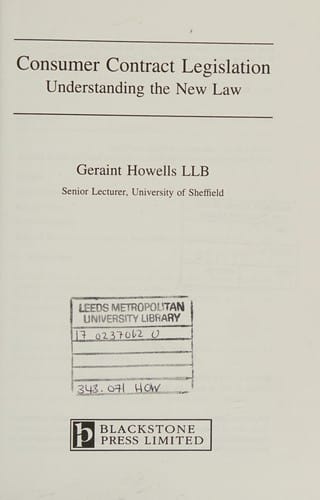 Consumer Contract Legislation
Understanding the New Law
Geraint Howells LLB
Senior Lecturer, University of Sheffield
LEEDS METROPOLITAN
UNIVERSITY LIBRARY
17 0237062 0
343.071 HOW
BLACKSTONE
PRESS LIMITED